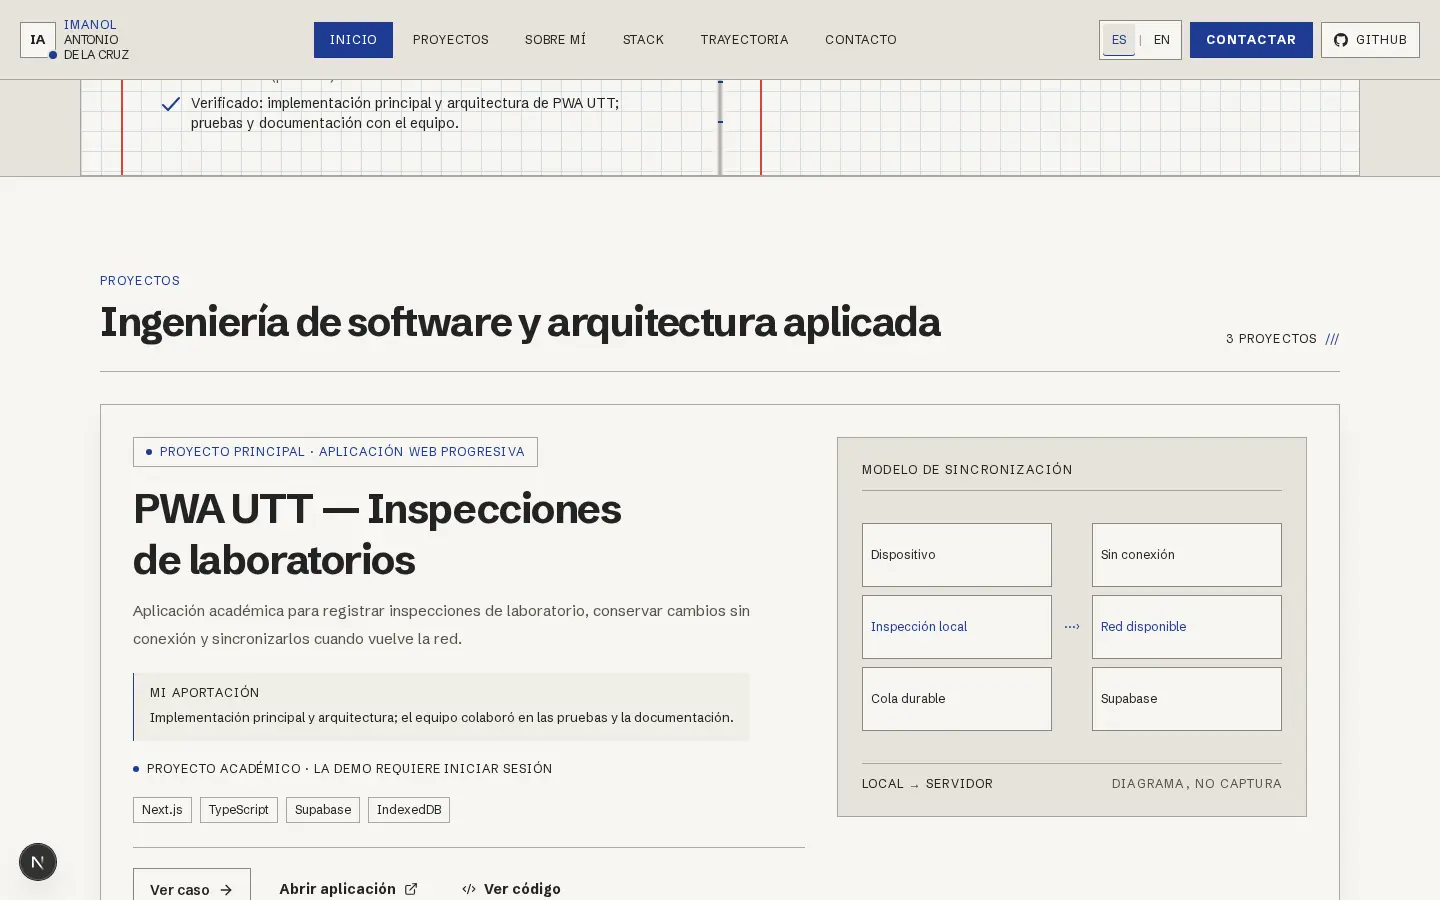 IA
IMANOL
ANTONIO
DE LA CRUZ
INICIO
PROYECTOS
SOBRE MÍ
STACK
TRAYECTORIA
CONTACTO
ES | EN
CONTACTAR
GITHUB
Verificado: implementación principal y arquitectura de PWA UTT;
pruebas y documentación con el equipo.
PROYECTOS
Ingeniería de software y arquitectura aplicada
3 PROYECTOS ///
PROYECTO PRINCIPAL · APLICACIÓN WEB PROGRESIVA
PWA UTT — Inspecciones
de laboratorios
Aplicación académica para registrar inspecciones de laboratorio, conservar cambios sin
conexión y sincronizarlos cuando vuelve la red.
MI APORTACIÓN
Implementación principal y arquitectura; el equipo colaboró en las pruebas y la documentación.
PROYECTO ACADÉMICO · LA DEMO REQUIERE INICIAR SESIÓN
Next.js
TypeScript
Supabase
IndexedDB
Ver caso →
Abrir aplicación
Ver código
MODELO DE SINCRONIZACIÓN
Dispositivo
Sin conexión
Inspección local
Red disponible
Cola durable
Supabase
LOCAL → SERVIDOR
DIAGRAMA, NO CAPTURA
N